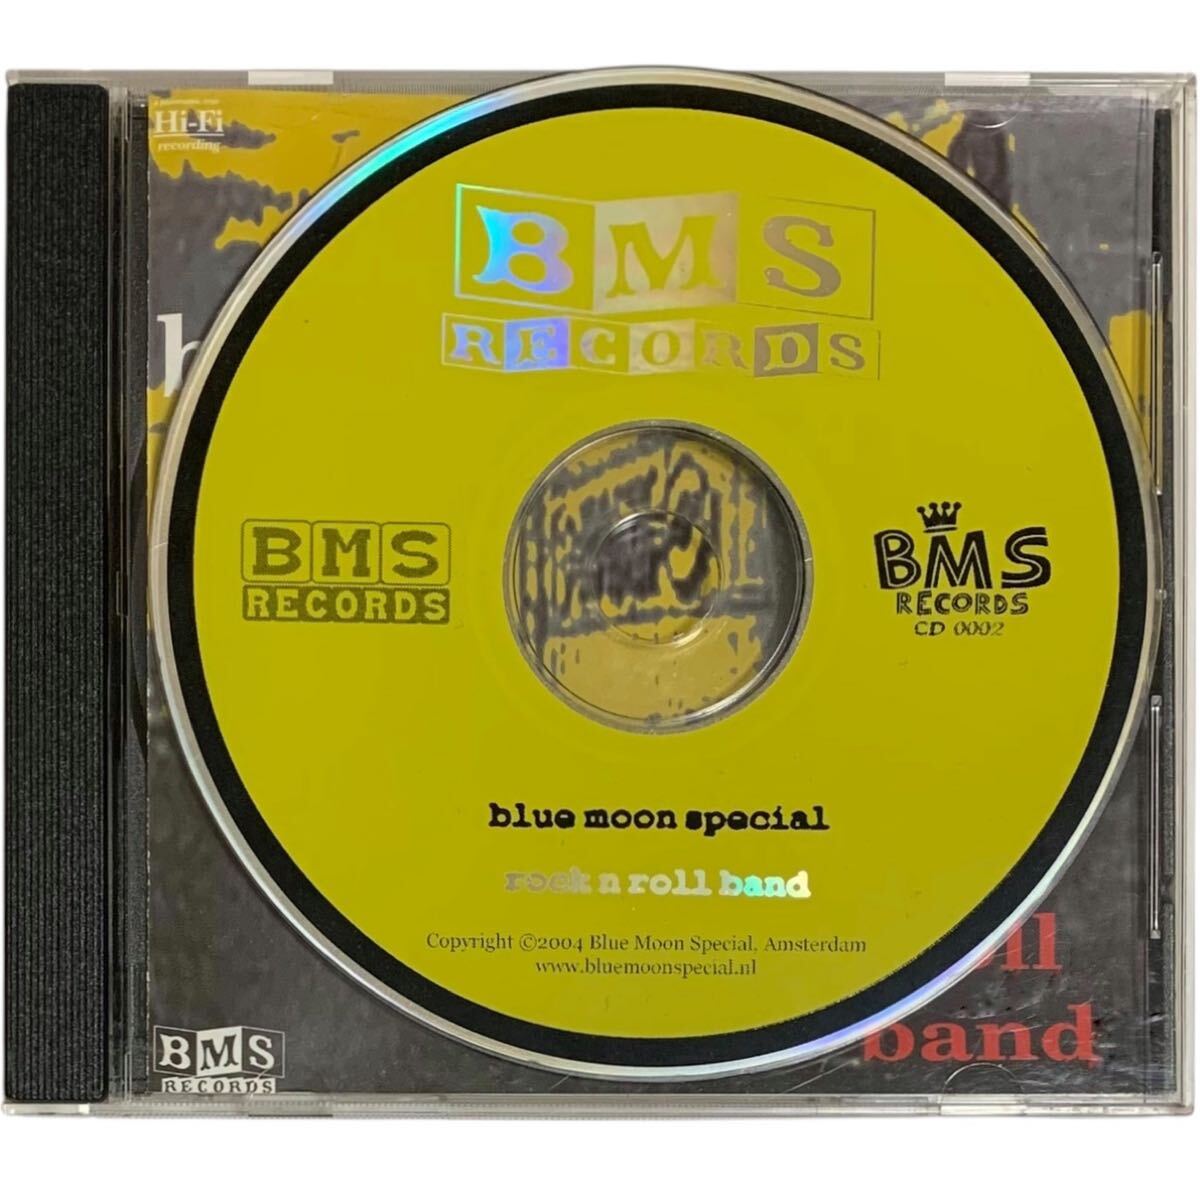 Hi-Fi
recording
BMS
RECORDS
BMS
RECORDS
BMS
RECORDS
CD 0002
blue moon special
rock n roll band
Copyright ©2004 Blue Moon Special, Amsterdam
www.bluemoonspecial.nl
band
BMS
RECORDS